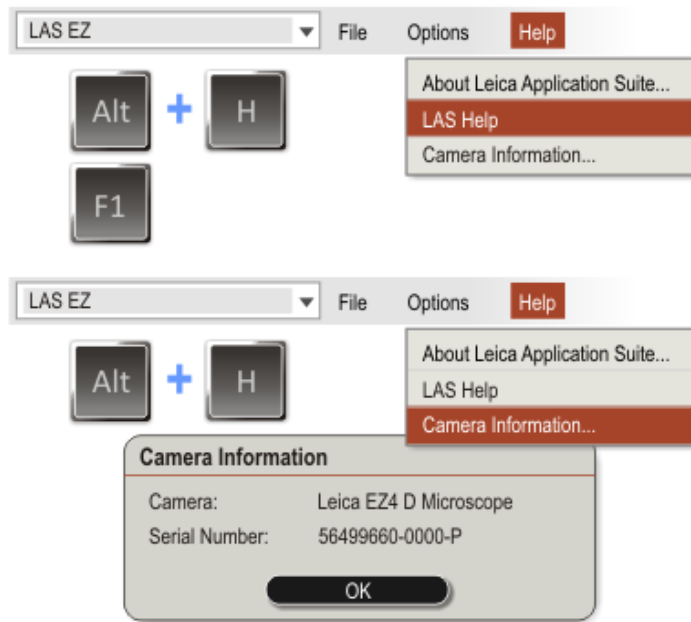 LAS EZ File Options Help
About Leica Application Suite...
Alt + H
LAS Help
Camera Information...
F1
LAS EZ File Options Help
About Leica Application Suite...
Alt + H
LAS Help
Camera Information...
Camera Information
Camera: Leica EZ4 D Microscope
Serial Number: 56499660-0000-P
OK